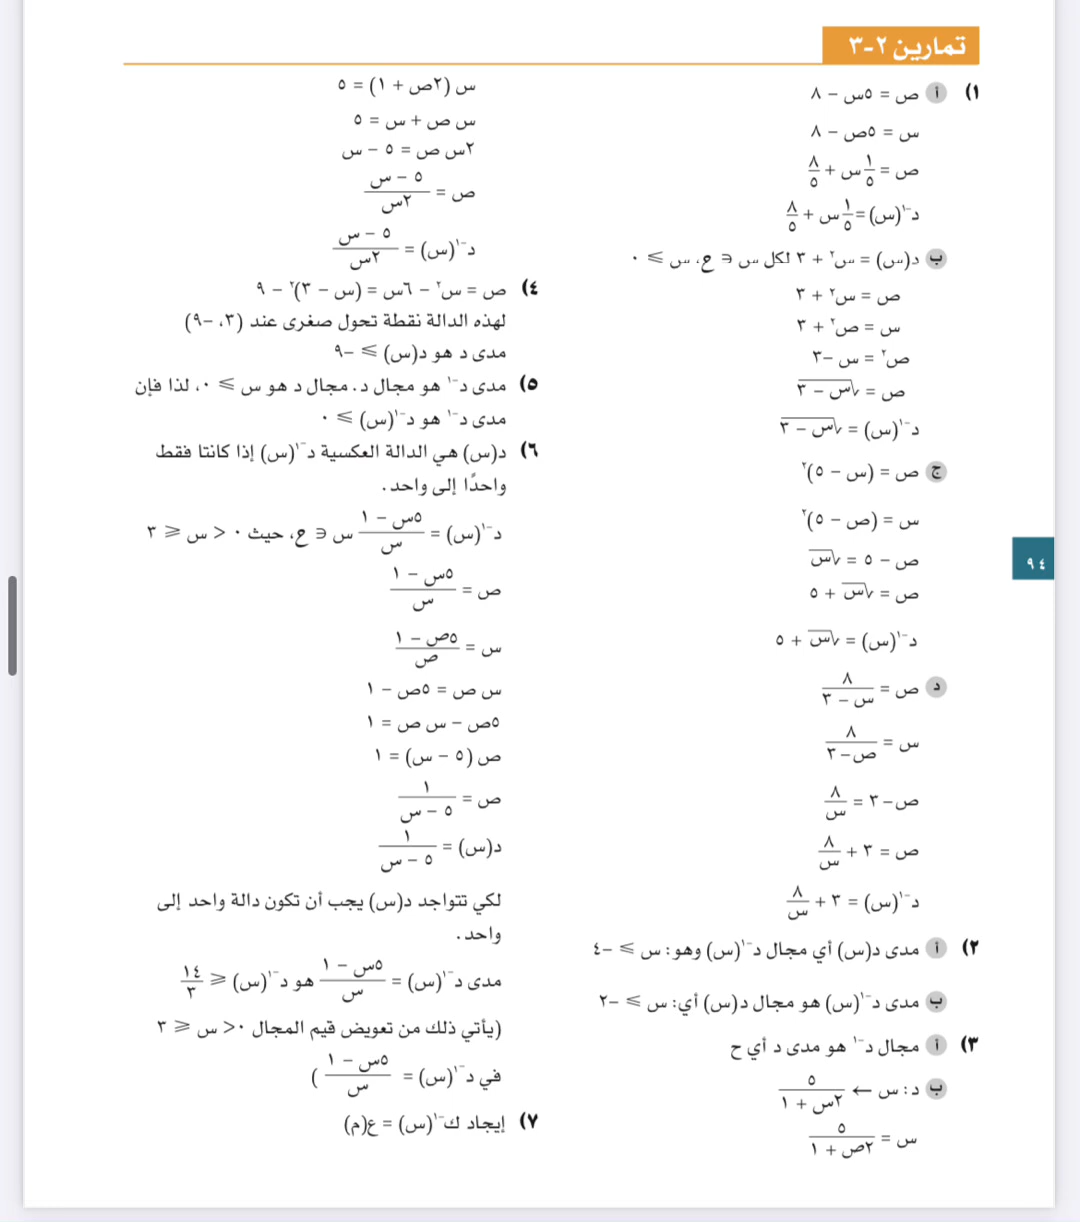 تمارين ٢-٣
١) أ ص = ٥س - ٨
س = ٥ص - ٨
ص = ١/٥ س + ٨/٥
د⁻¹(س) = ١/٥ س + ٨/٥
ب د(س) = س² + ٣ لكل س ∈ ح، س ≥ ٠
ص = س² + ٣
س = ص² + ٣
ص² = س -٣
ص = √(س - ٣)
د⁻¹(س) = √(س - ٣)
ج ص = (س - ٥)²
س = (ص - ٥)²
ص - ٥ = √س
ص = √س + ٥
د⁻¹(س) = √س + ٥
د ص = ٨/(س - ٣)
س = ٨/(ص-٣)
ص-٣ = ٨/س
ص = ٣ + ٨/س
د⁻¹(س) = ٣ + ٨/س
٢) أ مدى د(س) أي مجال د⁻¹(س) وهو: س ≥ -٤
ب مدى د⁻¹(س) هو مجال د(س) أي: س ≥ -٢
٣) أ مجال د⁻¹ هو مدى د أي ح
ب د: س ← ٥/(٢س + ١)
س = ٥/(٢ص + ١)
س (٢ص + ١) = ٥
س ص + س = ٥
٢س ص = ٥ - س
ص = (٥ - س)/٢س
د⁻¹(س) = (٥ - س)/٢س
٤) ص = س² - ٦س = (س - ٣)² - ٩
لهذه الدالة نقطة تحول صغرى عند (٣، -٩)
مدى د هو د(س) ≥ -٩
٥) مدى د⁻¹ هو مجال د. مجال د هو س ≥ ٠، لذا فإن
مدى د⁻¹ هو د⁻¹(س) ≥ ٠
٦) د(س) هي الدالة العكسية د⁻¹(س) إذا كانتا فقط
واحدًا إلى واحد.
د⁻¹(س) = (٥س - ١)/س س ∈ ح، حيث ٠ < س ≤ ٣
ص = (٥س - ١)/س
س = (٥ص - ١)/ص
س ص = ٥ص - ١
٥ص - س ص = ١
ص (٥ - س) = ١
ص = ١/(٥ - س)
د(س) = ١/(٥ - س)
لكي تتواجد د(س) يجب أن تكون دالة واحد إلى
واحد.
مدى د⁻¹(س) = (٥س - ١)/س هو د⁻¹(س) ≤ ١٤/٣
(يأتي ذلك من تعويض قيم المجال ٠< س ≤ ٣
في د⁻¹(س) = (٥س - ١)/س)
٧) إيجاد ك⁻¹(س) = ع(م)
٩٤